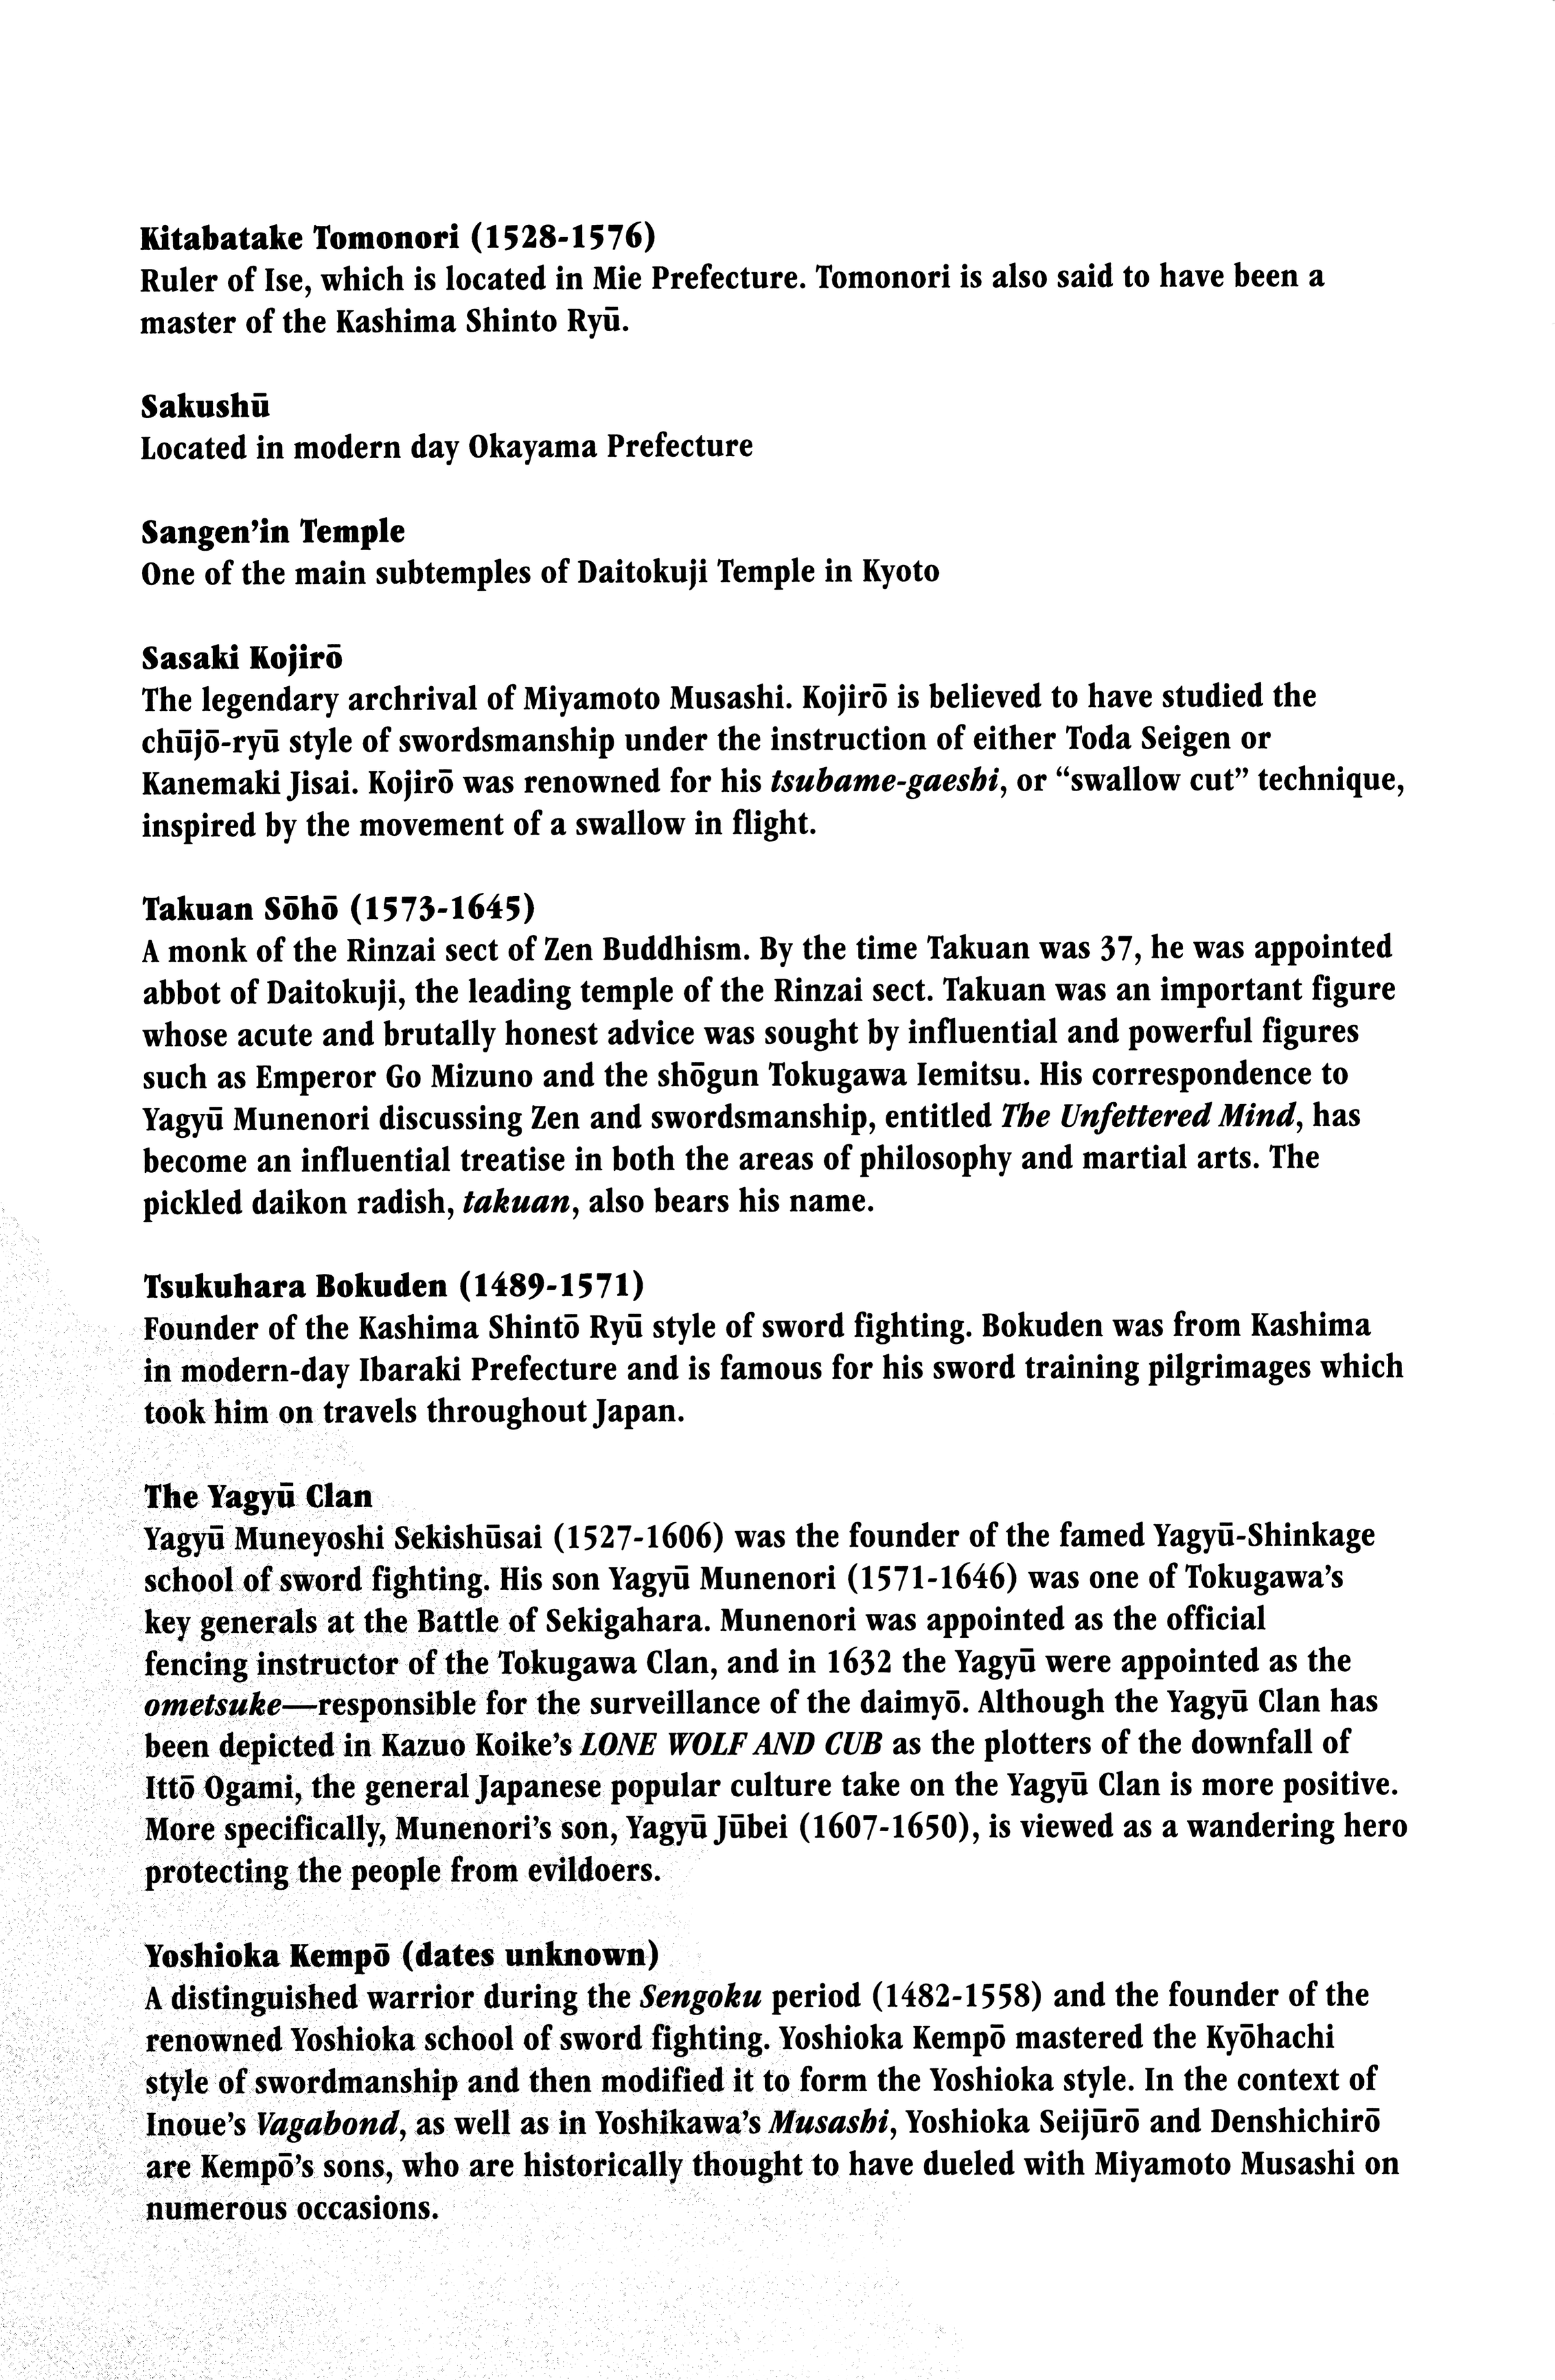 Kitabatake Tomonori (1528-1576)
Ruler of Ise, which is located in Mie Prefecture. Tomonori is also said to have been a
master of the Kashima Shinto Ryū.
Sakushū
Located in modern day Okayama Prefecture
Sangen’in Temple
One of the main subtemples of Daitokuji Temple in Kyoto
Sasaki Kojirō
The legendary archrival of Miyamoto Musashi. Kojirō is believed to have studied the
chūjō-ryū style of swordsmanship under the instruction of either Toda Seigen or
Kanemaki Jisai. Kojirō was renowned for his tsubame-gaeshi, or “swallow cut” technique,
inspired by the movement of a swallow in flight.
Takuan Sōhō (1573-1645)
A monk of the Rinzai sect of Zen Buddhism. By the time Takuan was 37, he was appointed
abbot of Daitokuji, the leading temple of the Rinzai sect. Takuan was an important figure
whose acute and brutally honest advice was sought by influential and powerful figures
such as Emperor Go Mizuno and the shōgun Tokugawa Iemitsu. His correspondence to
Yagyū Munenori discussing Zen and swordsmanship, entitled The Unfettered Mind, has
become an influential treatise in both the areas of philosophy and martial arts. The
pickled daikon radish, takuan, also bears his name.
Tsukuhara Bokuden (1489-1571)
Founder of the Kashima Shintō Ryū style of sword fighting. Bokuden was from Kashima
in modern-day Ibaraki Prefecture and is famous for his sword training pilgrimages which
took him on travels throughout Japan.
The Yagyū Clan
Yagyū Muneyoshi Sekishūsai (1527-1606) was the founder of the famed Yagyū-Shinkage
school of sword fighting. His son Yagyū Munenori (1571-1646) was one of Tokugawa’s
key generals at the Battle of Sekigahara. Munenori was appointed as the official
fencing instructor of the Tokugawa Clan, and in 1632 the Yagyū were appointed as the
ometsuke—responsible for the surveillance of the daimyō. Although the Yagyū Clan has
been depicted in Kazuo Koike’s LONE WOLF AND CUB as the plotters of the downfall of
Ittō Ogami, the general Japanese popular culture take on the Yagyū Clan is more positive.
More specifically, Munenori’s son, Yagyū Jūbei (1607-1650), is viewed as a wandering hero
protecting the people from evildoers.
Yoshioka Kempō (dates unknown)
A distinguished warrior during the Sengoku period (1482-1558) and the founder of the
renowned Yoshioka school of sword fighting. Yoshioka Kempō mastered the Kyōhachi
style of swordmanship and then modified it to form the Yoshioka style. In the context of
Inoue’s Vagabond, as well as in Yoshikawa’s Musashi, Yoshioka Seijūrō and Denshichirō
are Kempō’s sons, who are historically thought to have dueled with Miyamoto Musashi on
numerous occasions.